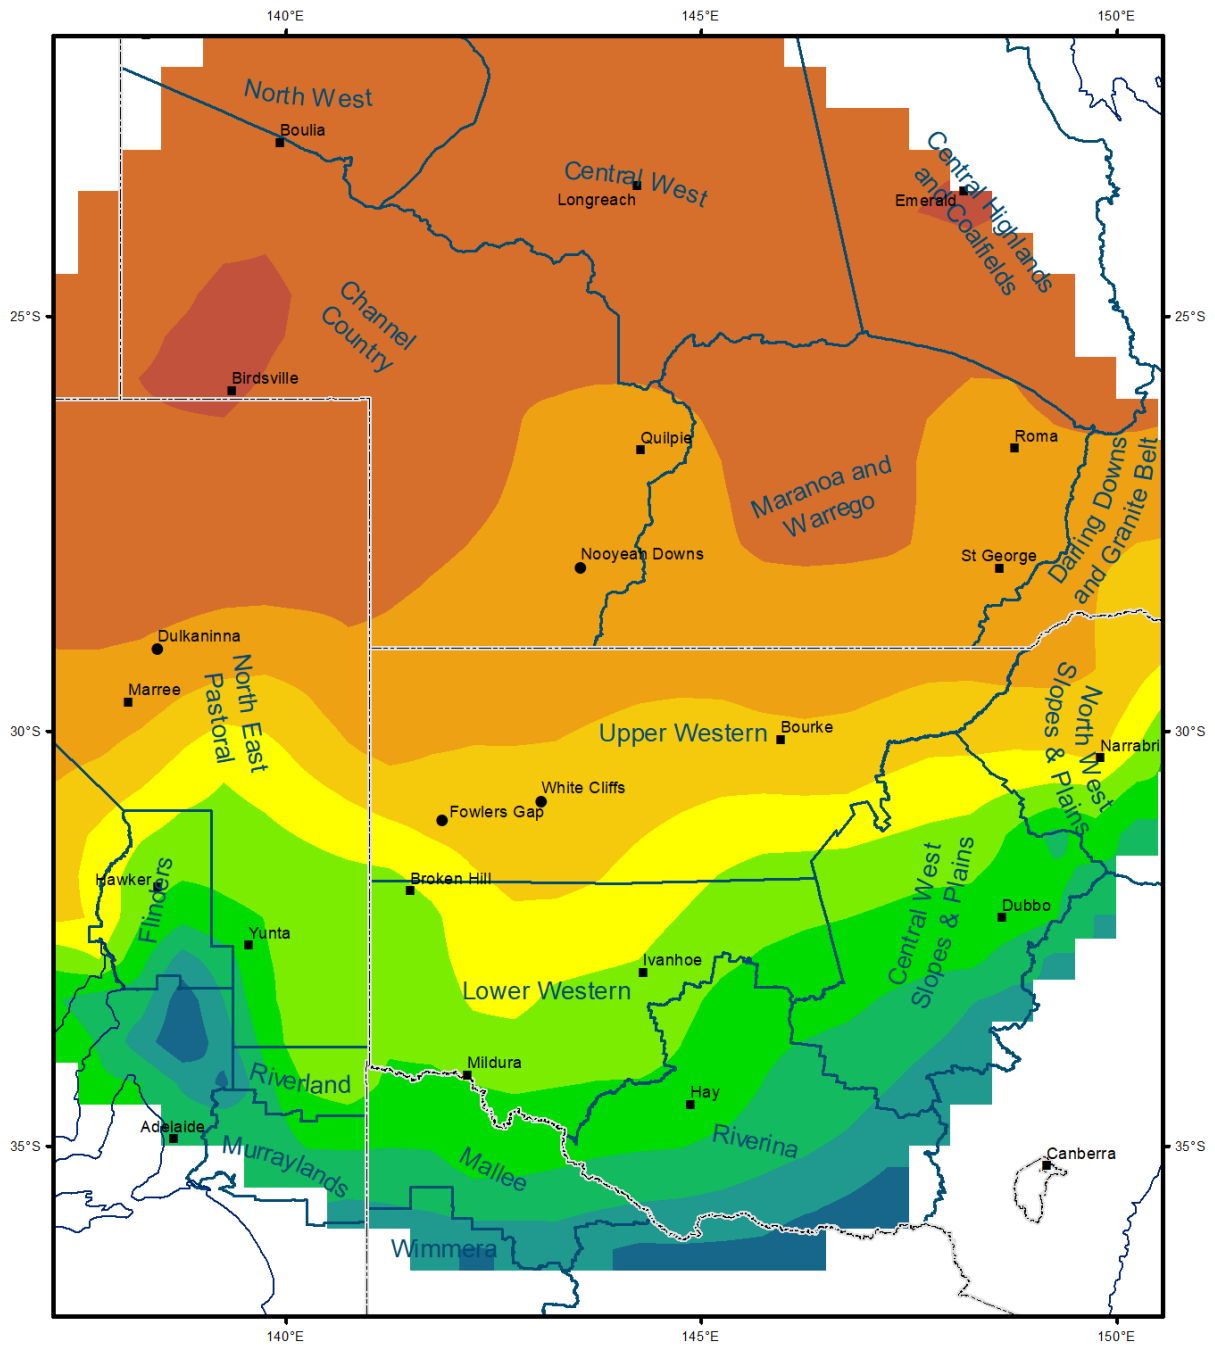 140°E
145°E
150°E
North West
Boulia
Central West
Longreach
Central Highlands
and Coalfields
Emerald
25°S
25°S
Channel
Country
Birdsville
Quilpie
Roma
Maranoa and
Warrego
Darling Downs
and Granite Belt
Nooyeah Downs
St George
Dulkaninna
North East
Pastoral
Marree
30°S
30°S
Upper Western
Bourke
North West
Slopes & Plains
Narrabri
White Cliffs
Fowlers Gap
Hawker
Flinders
Broken Hill
Central West
Slopes & Plains
Dubbo
Yunta
Ivanhoe
Lower Western
Mildura
Riverland
Hay
Adelaide
35°S
35°S
Murraylands
Mallee
Riverina
Canberra
Wimmera
140°E
145°E
150°E